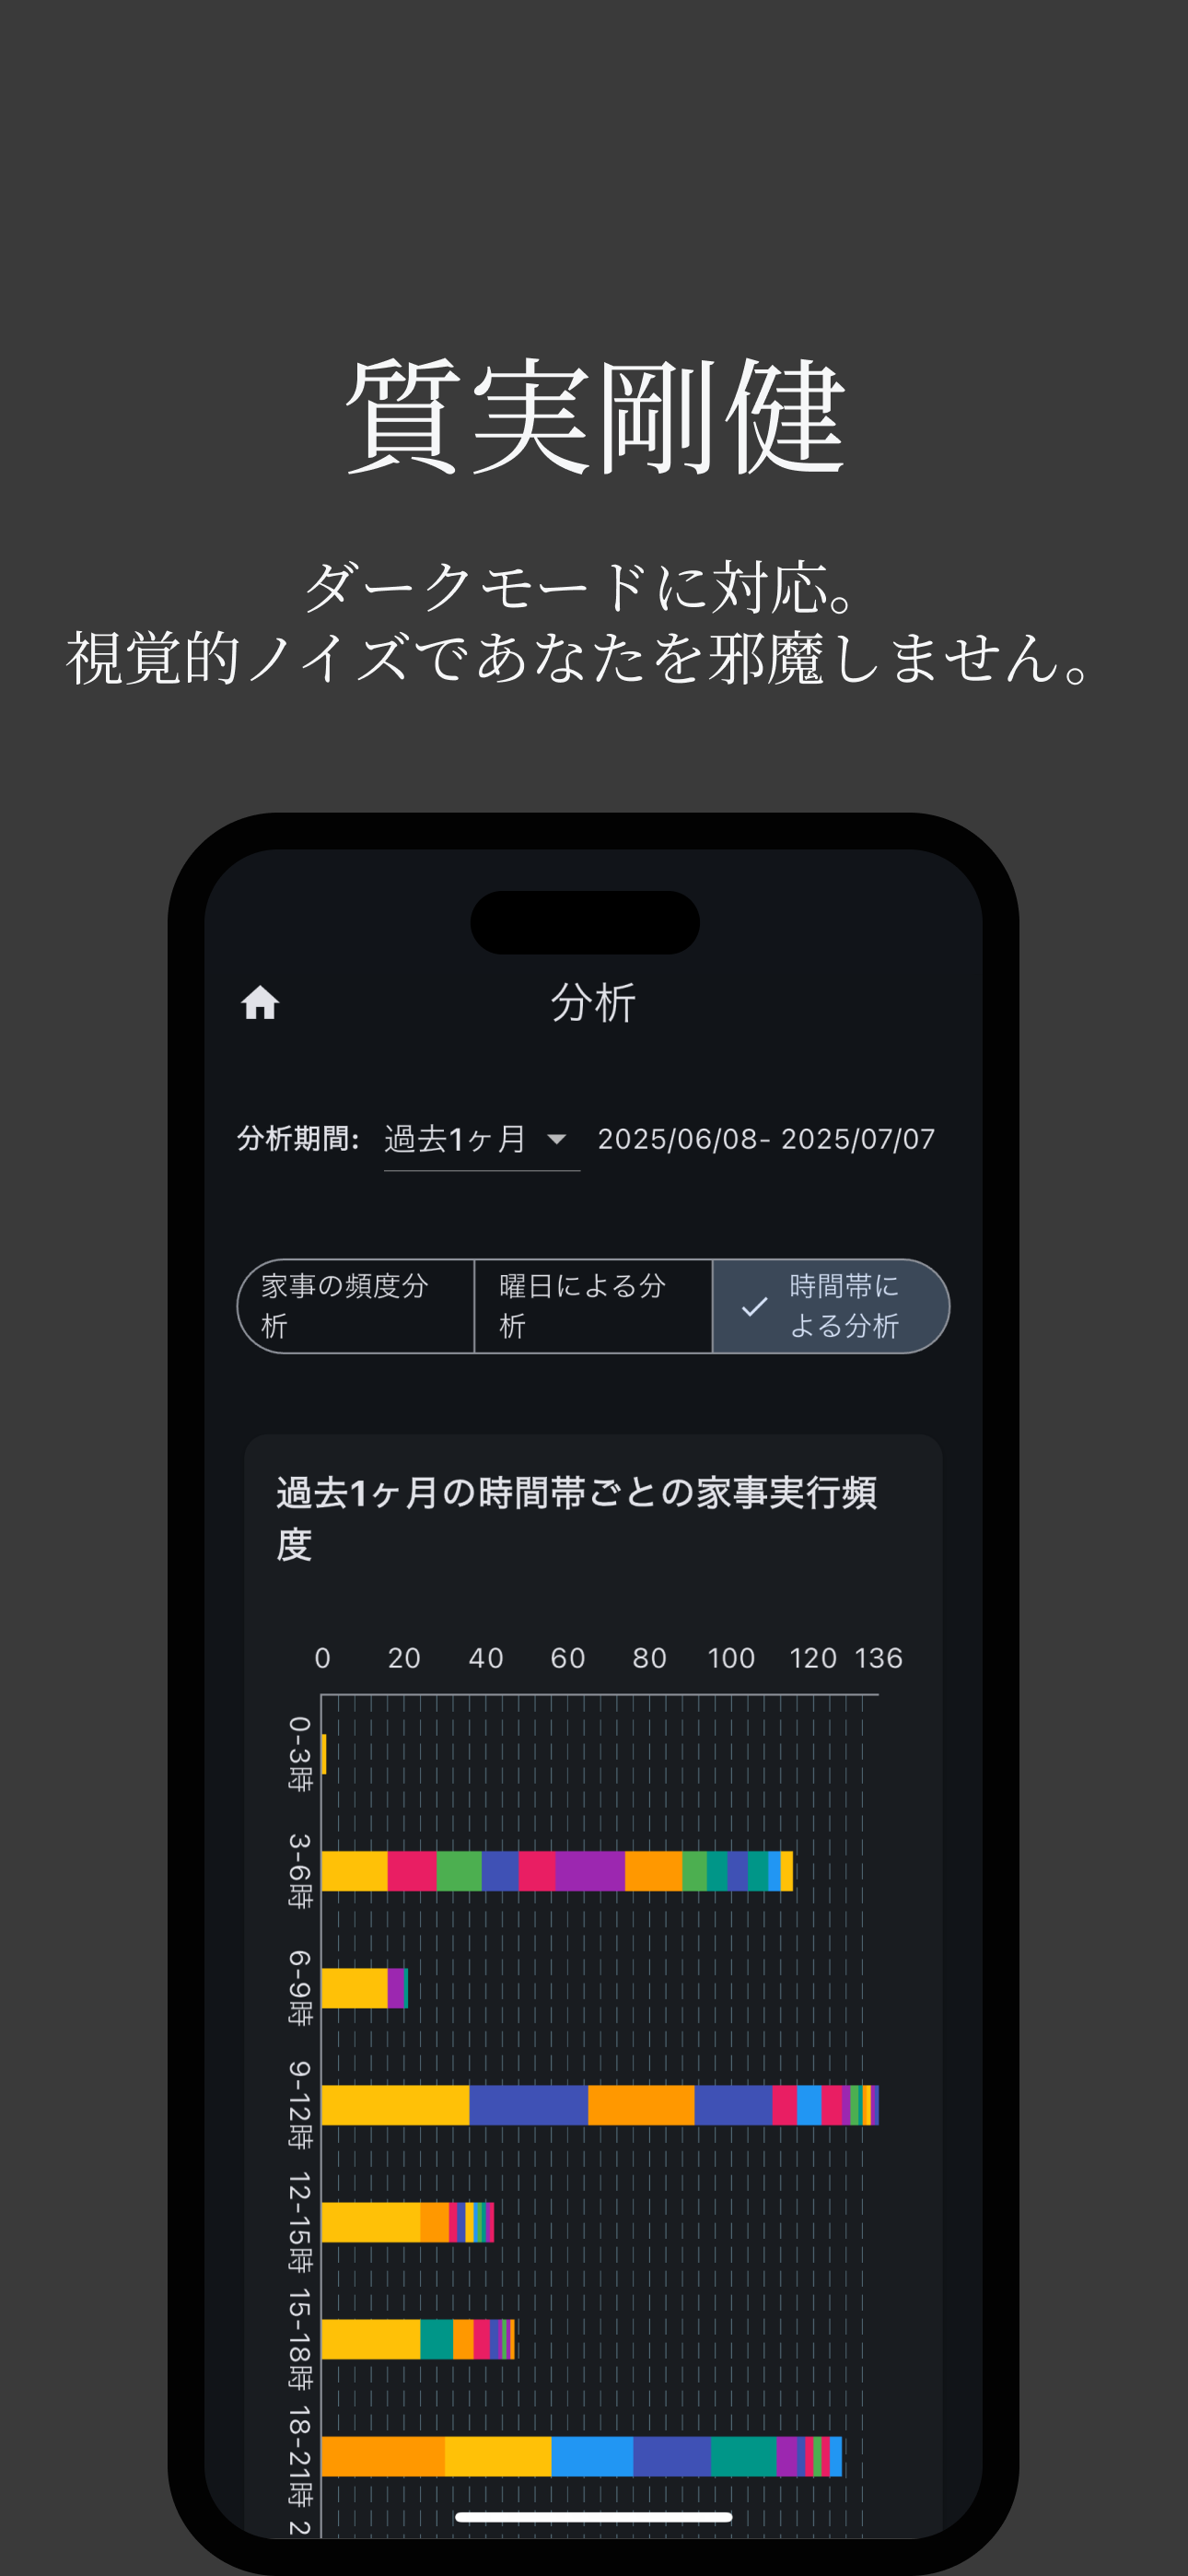 質実剛健
ダークモードに対応。
視覚的ノイズであなたを邪魔しません。
分析
分析期間: 過去1ヶ月 2025/06/08- 2025/07/07
家事の頻度分
析
曜日による分
析
時間帯に
よる分析
過去1ヶ月の時間帯ごとの家事実行頻
度
0 20 40 60 80 100 120 136
0-3時
3-6時
6-9時
9-12時
12-15時
15-18時
18-21時
2